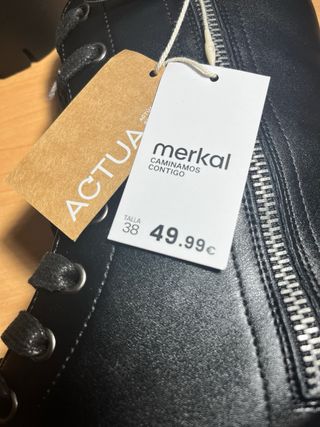 ACTUA
merkal
CAMINAMOS
CONTIGO
TALLA
38
49.99€